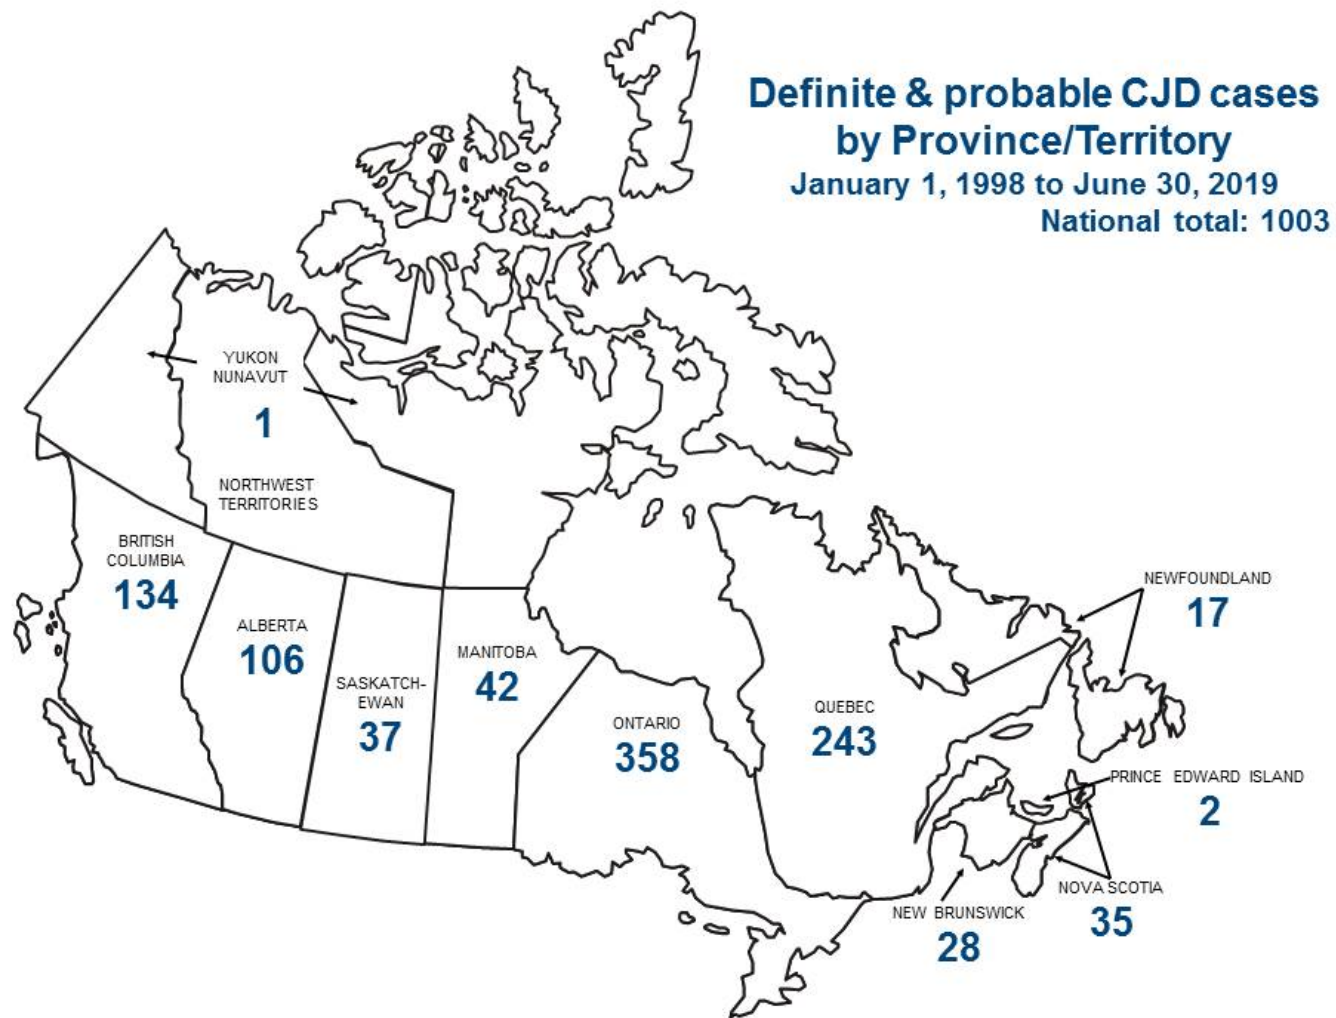 Definite & probable CJD cases
by Province/Territory
January 1, 1998 to June 30, 2019
National total: 1003
YUKON
NUNAVUT
1
NORTHWEST
TERRITORIES
BRITISH
COLUMBIA
134
ALBERTA
106
SASKATCH-
EWAN
37
MANITOBA
42
ONTARIO
358
QUEBEC
243
NEWFOUNDLAND
17
PRINCE EDWARD ISLAND
2
NOVA SCOTIA
35
NEW BRUNSWICK
28